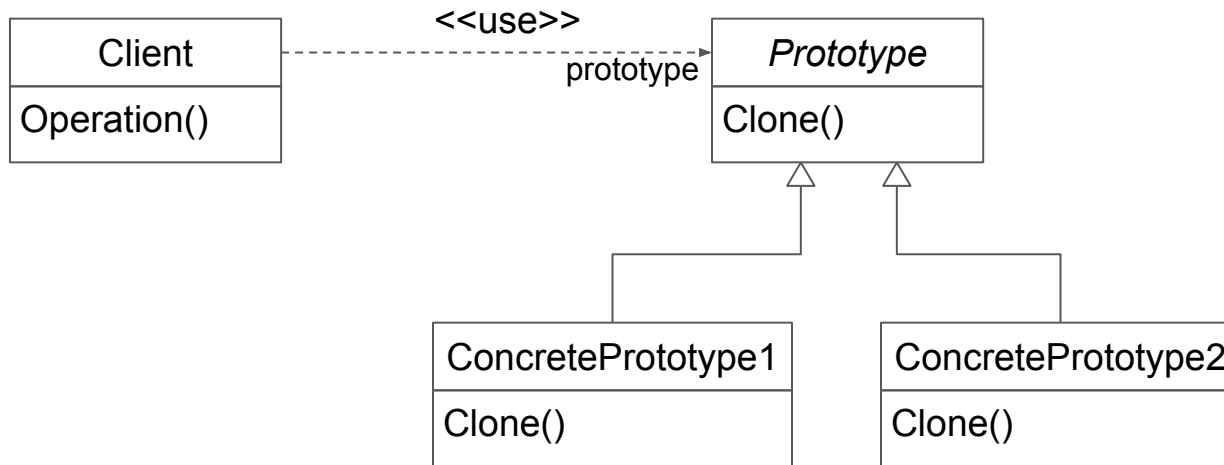 <<use>>
Client
Prototype
prototype
Operation()
Clone()
ConcretePrototype1
ConcretePrototype2
Clone()
Clone()